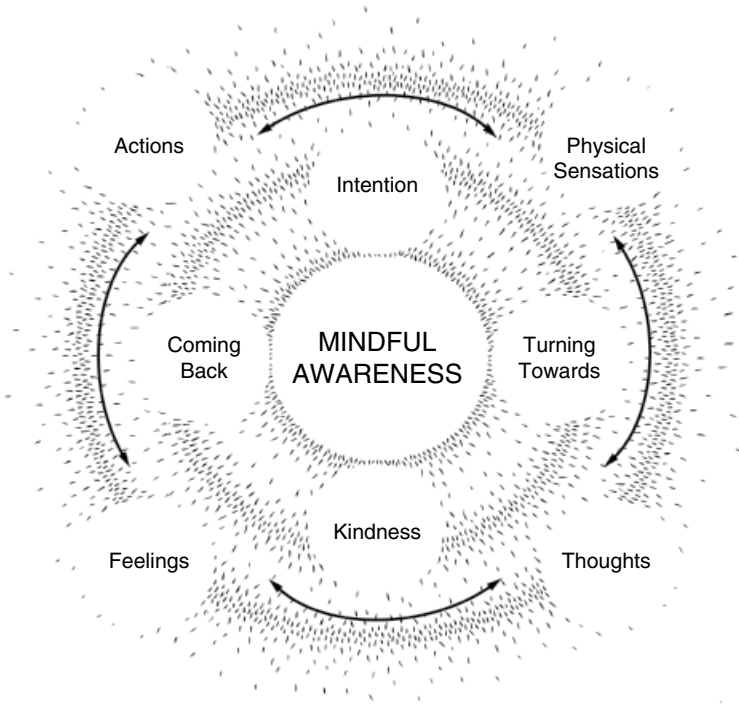 Actions
Physical
Sensations
Intention
Coming
Back
MINDFUL
AWARENESS
Turning
Towards
Kindness
Feelings
Thoughts